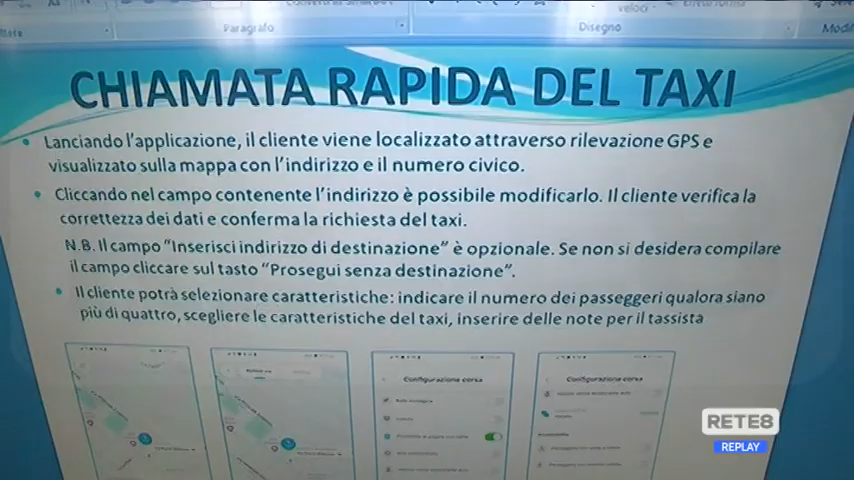 Paragrafo
Disegno
CHIAMATA RAPIDA DEL TAXI
Lanciando l'applicazione, il cliente viene localizzato attraverso rilevazione GPS e
visualizzato sulla mappa con l'indirizzo e il numero civico.
Cliccando nel campo contenente l'indirizzo è possibile modificarlo. Il cliente verifica la
correttezza dei dati e conferma la richiesta del taxi.
N.B. Il campo "Inserisci indirizzo di destinazione" è opzionale. Se non si desidera compilare
il campo cliccare sul tasto "Prosegui senza destinazione".
Il cliente potrà selezionare caratteristiche: indicare il numero dei passeggeri qualora siano
più di quattro, scegliere le caratteristiche del taxi, inserire delle note per il tassista
Configurazione corsa
Configurazione corsa
RETE8
REPLAY